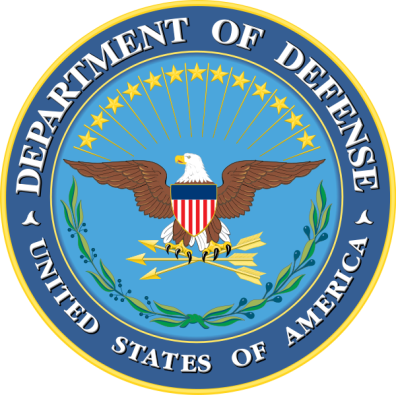 DEPARTMENT OF DEFENSE
UNITED STATES OF AMERICA